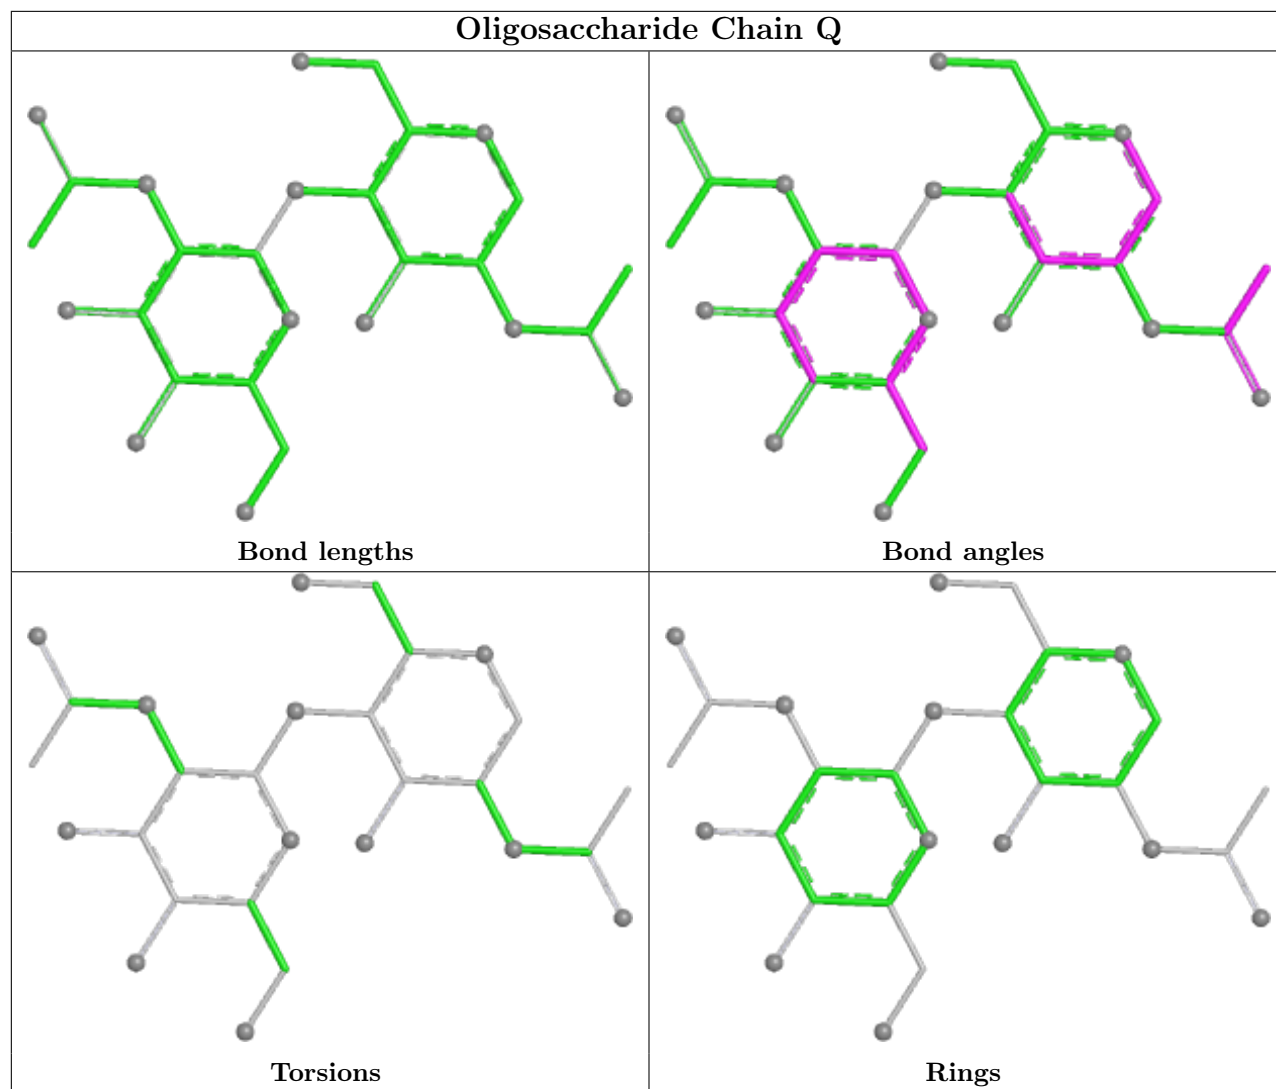 Oligosaccharide Chain Q
Bond lengths
Bond angles
Torsions
Rings